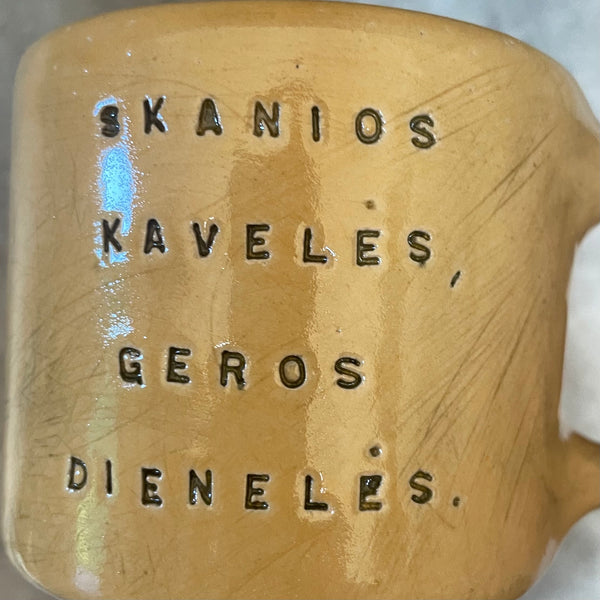 SKANIOS
KAVELĖS,
GEROS
DIENELĖS.